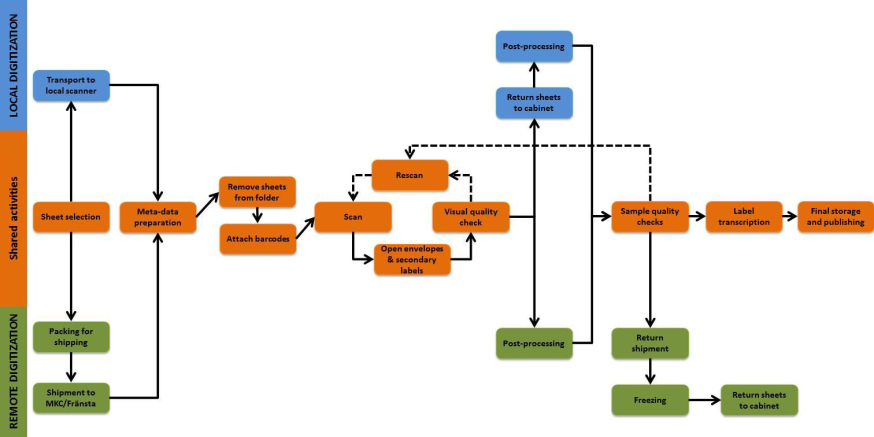 LOCAL DIGITIZATION
Shared activities
REMOTE DIGITIZATION
Transport to
local scanner
Sheet selection
Packing for
shipping
Shipment to
MKC/Fränsta
Meta-data
preparation
Remove sheets
from folder
Attach barcodes
Rescan
Scan
Open envelopes
& secondary
labels
Visual quality
check
Post-processing
Return sheets
to cabinet
Post-processing
Sample quality
checks
Label
transcription
Final storage
and publishing
Return
shipment
Freezing
Return sheets
to cabinet